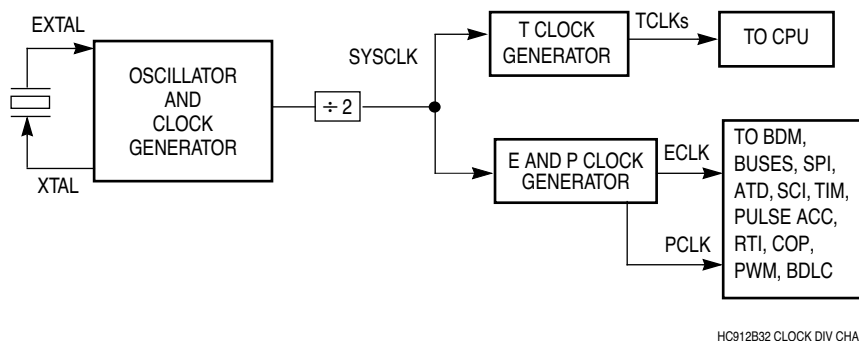 EXTAL
OSCILLATOR
AND
CLOCK
GENERATOR
XTAL
÷ 2
SYSCLK
T CLOCK
GENERATOR
TCLKs
TO CPU
E AND P CLOCK
GENERATOR
ECLK
PCLK
TO BDM,
BUSES, SPI,
ATD, SCI, TIM,
PULSE ACC,
RTI, COP,
PWM, BDLC
HC912B32 CLOCK DIV CHA